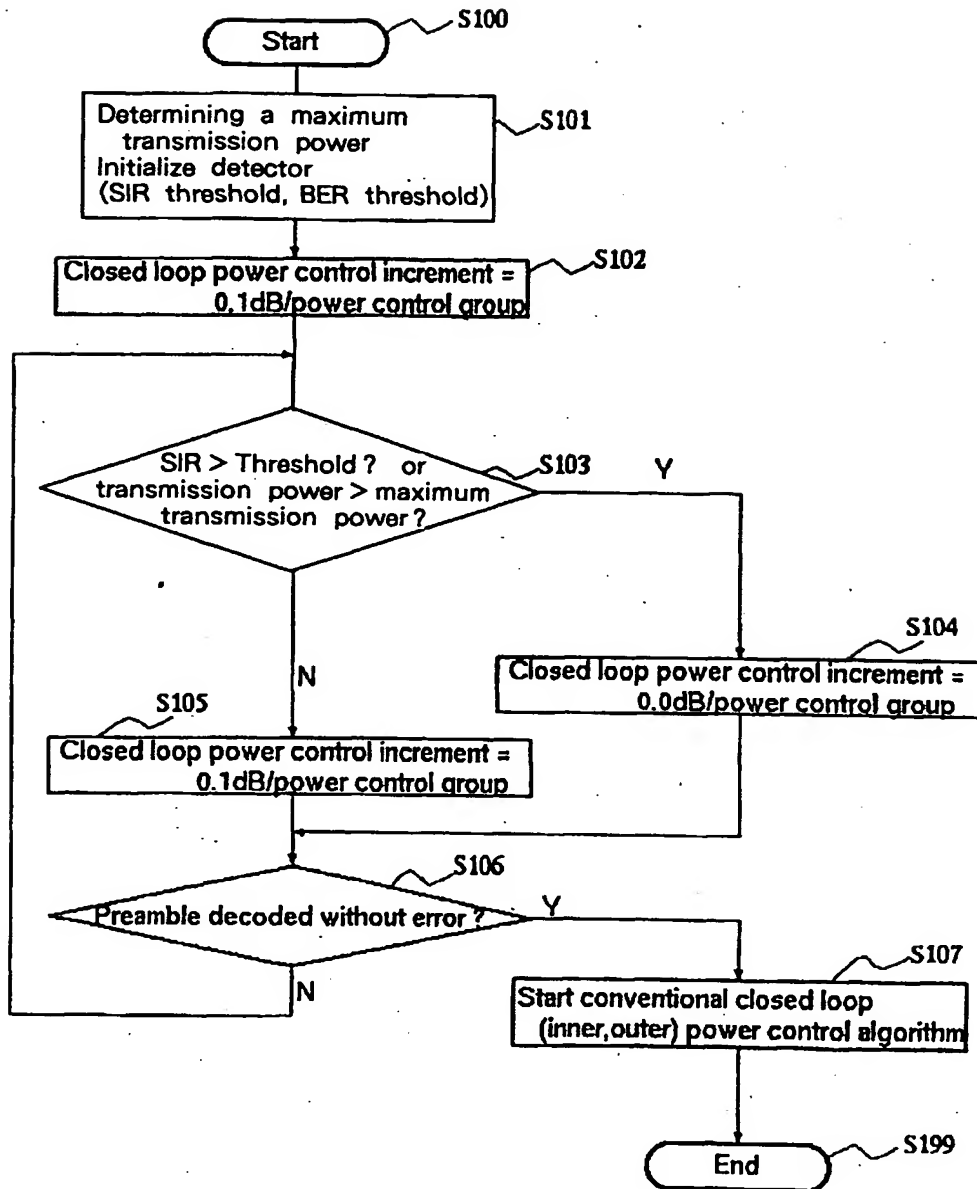 S100
Start
S101
Determining a maximum
transmission power
Initialize detector
(SIR threshold, BER threshold)
S102
Closed loop power control increment =
0.1dB/power control group
SIR > Threshold ? or
transmission power > maximum
transmission power ?
S103
Y
N
S104
Closed loop power control increment =
0.0dB/power control group
S105
Closed loop power control increment =
0.1dB/power control group
S106
Preamble decoded without error ?
Y
N
S107
Start conventional closed loop
(inner,outer) power control algorithm
S199
End